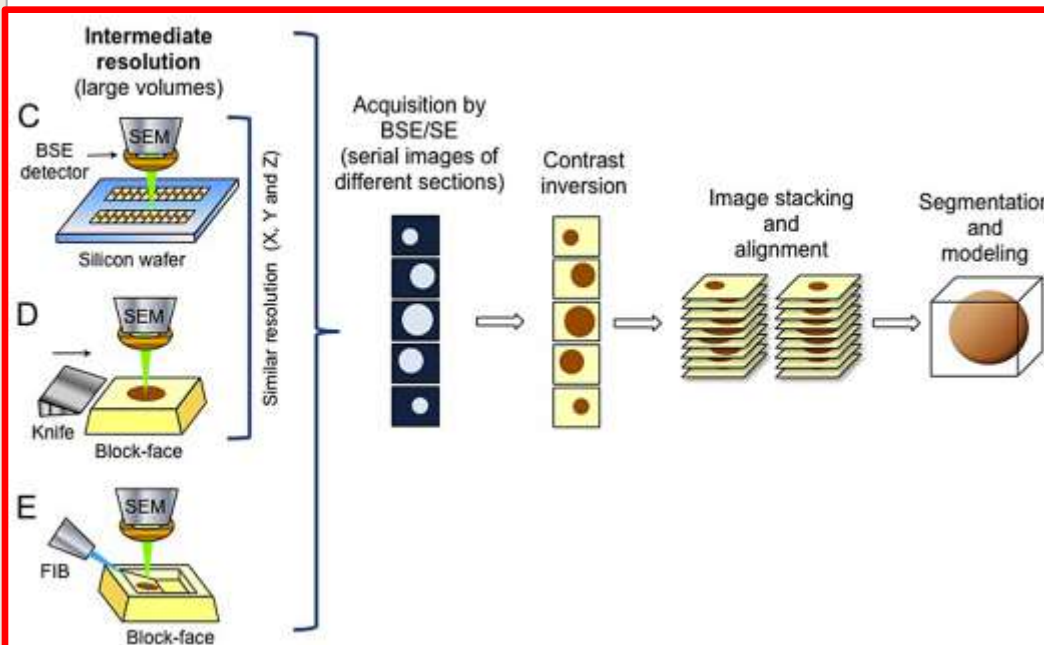 Intermediate
resolution
(large volumes)
C
SEM
BSE
detector
Silicon wafer
D
SEM
Knife
Block-face
E
SEM
FIB
Block-face
Similar resolution (X, Y and Z)
Acquisition by
BSE/SE
(serial images of
different sections)
Contrast
inversion
Image stacking
and
alignment
Segmentation
and
modeling